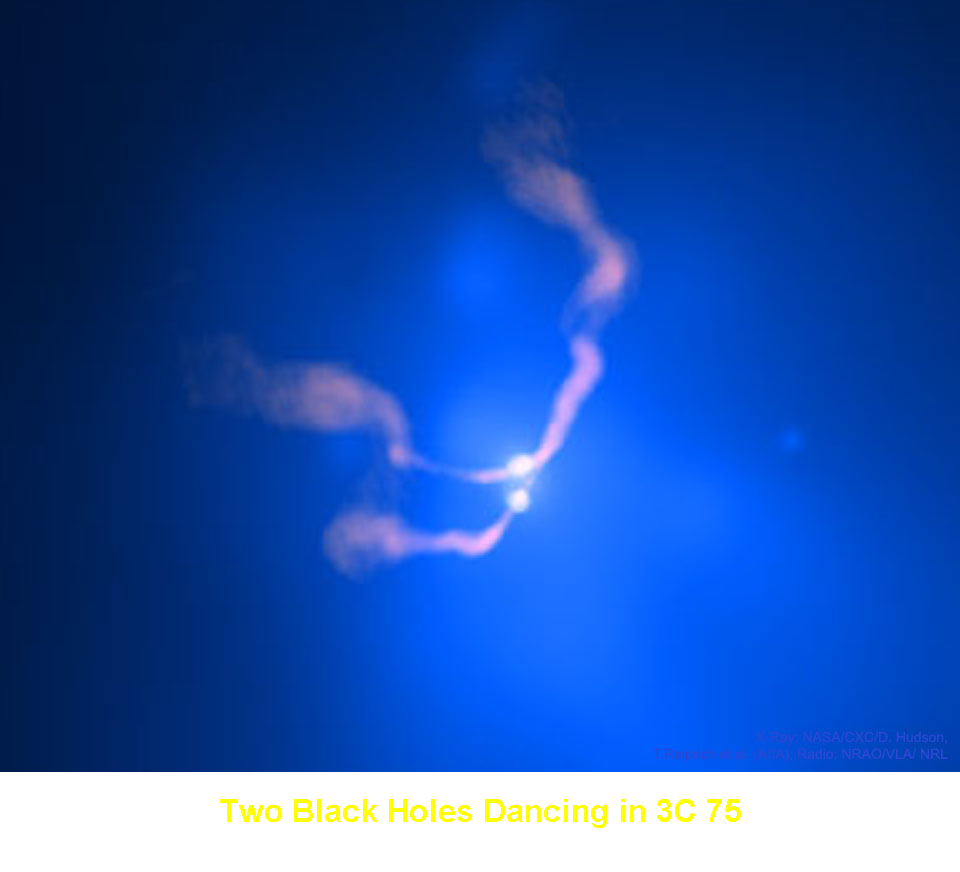 X-Ray: NASA/CXC/D. Hudson,
T. Reiprich et al. (AIfA); Radio: NRAO/VLA/ NRL
Two Black Holes Dancing in 3C 75